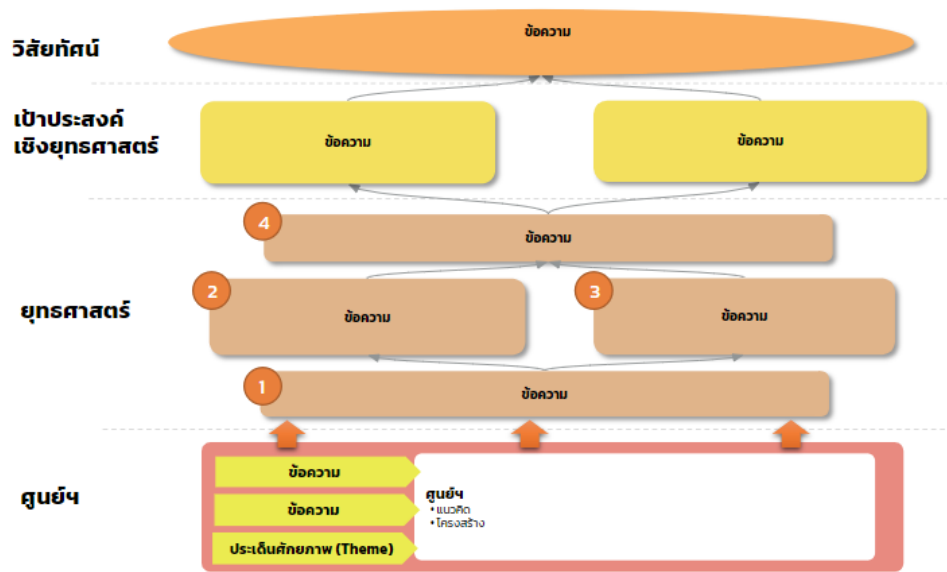 วิสัยทัศน์
ข้อความ
เป้าประสงค์
เชิงยุทธศาสตร์
ข้อความ
ข้อความ
ยุทธศาสตร์
4
ข้อความ
2
ข้อความ
3
ข้อความ
1
ข้อความ
ศูนย์ฯ
ข้อความ
ข้อความ
ประเด็นศักยภาพ (Theme)
ศูนย์ฯ
• แนวคิด
• โครงสร้าง